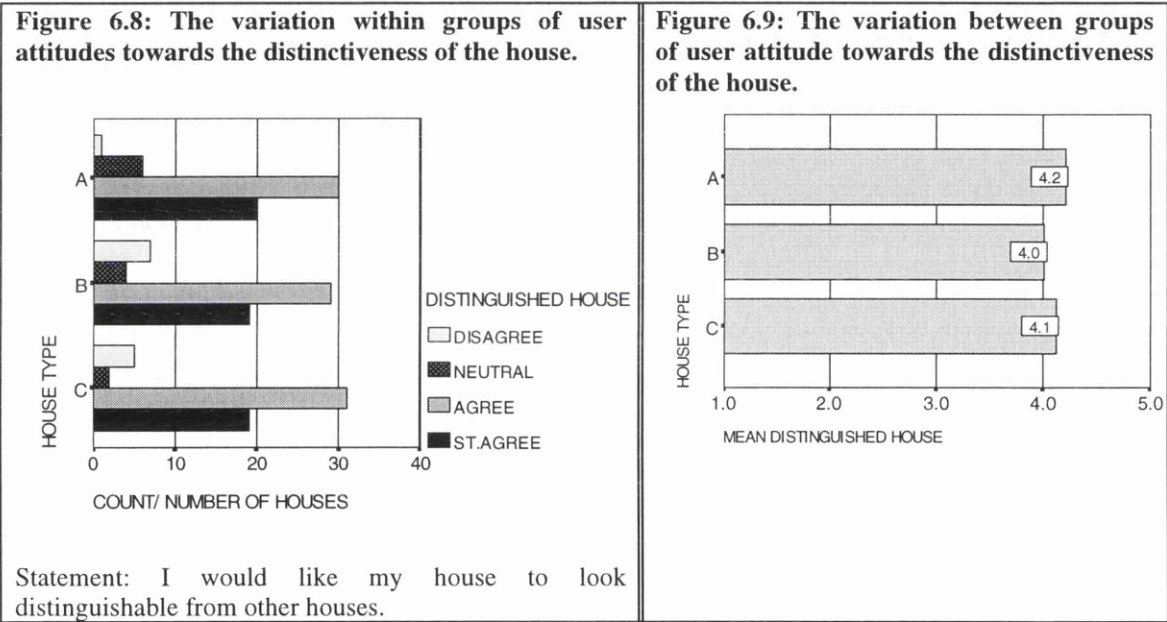 Figure 6.8: The variation within groups of user
attitudes towards the distinctiveness of the house.
A
B
C
HOUSE TYPE
0 10 20 30 40
COUNT/ NUMBER OF HOUSES
DISTINGUISHED HOUSE
DISAGREE
NEUTRAL
AGREE
ST.AGREE
Statement: I would like my house to look
distinguishable from other houses.
Figure 6.9: The variation between groups
of user attitude towards the distinctiveness
of the house.
A 4.2
B 4.0
C 4.1
HOUSE TYPE
1.0 2.0 3.0 4.0 5.0
MEAN DISTINGUISHED HOUSE